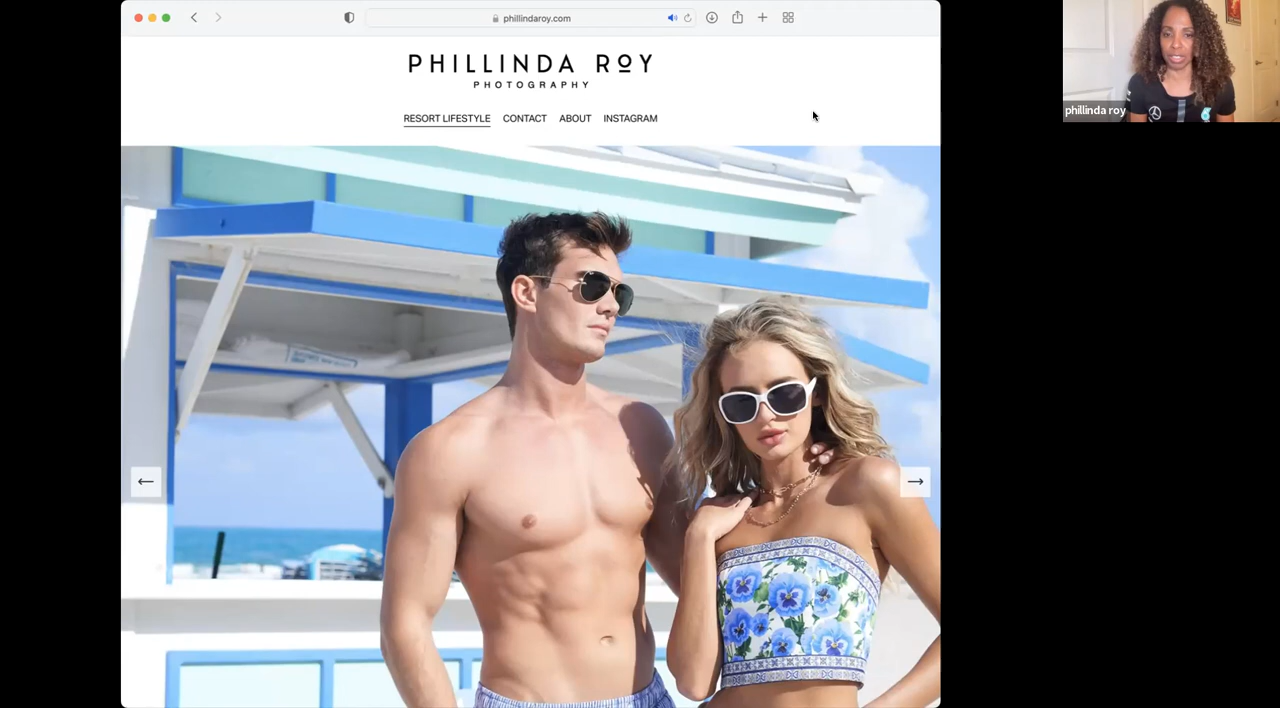 phillindaroy.com
PHILLINDA ROY
PHOTOGRAPHY
RESORT LIFESTYLE CONTACT ABOUT INSTAGRAM
phillinda roy